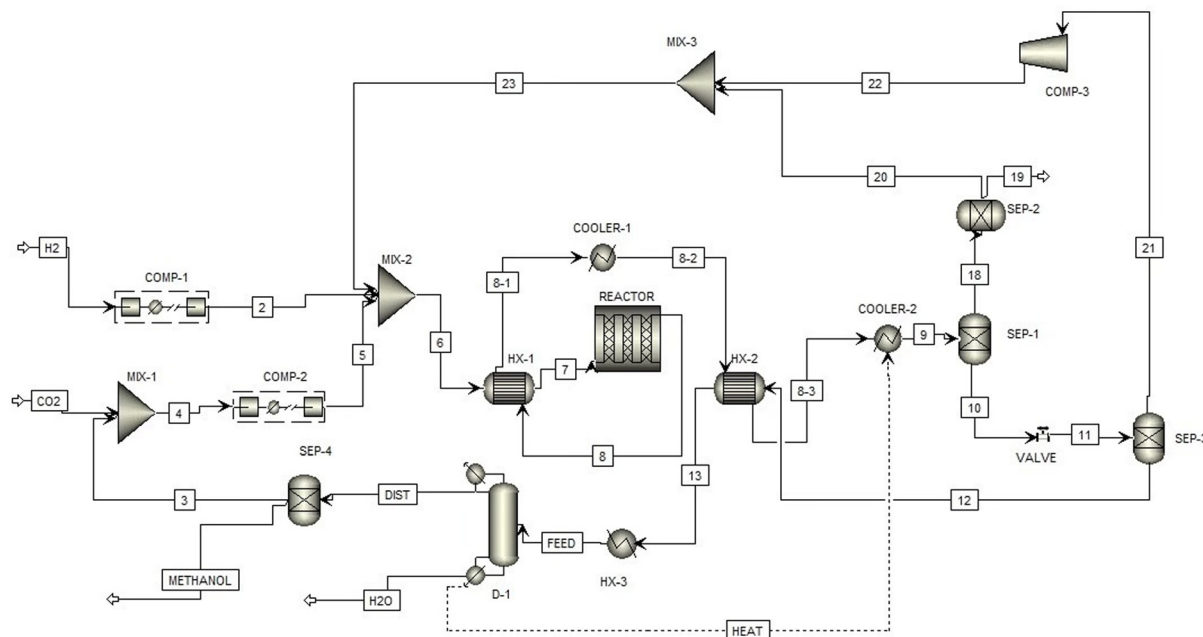 MIX-3
23
22
COMP-3
20
19
SEP-2
COOLER-1
21
H2
MIX-2
8-1
8-2
18
COMP-1
REACTOR
COOLER-2
2
5
6
9
SEP-1
HX-1
7
HX-2
8-3
CO2
MIX-1
COMP-2
4
10
11
SEP-3
VALVE
8
13
SEP-4
3
DIST
12
FEED
METHANOL
H2O
D-1
HX-3
HEAT